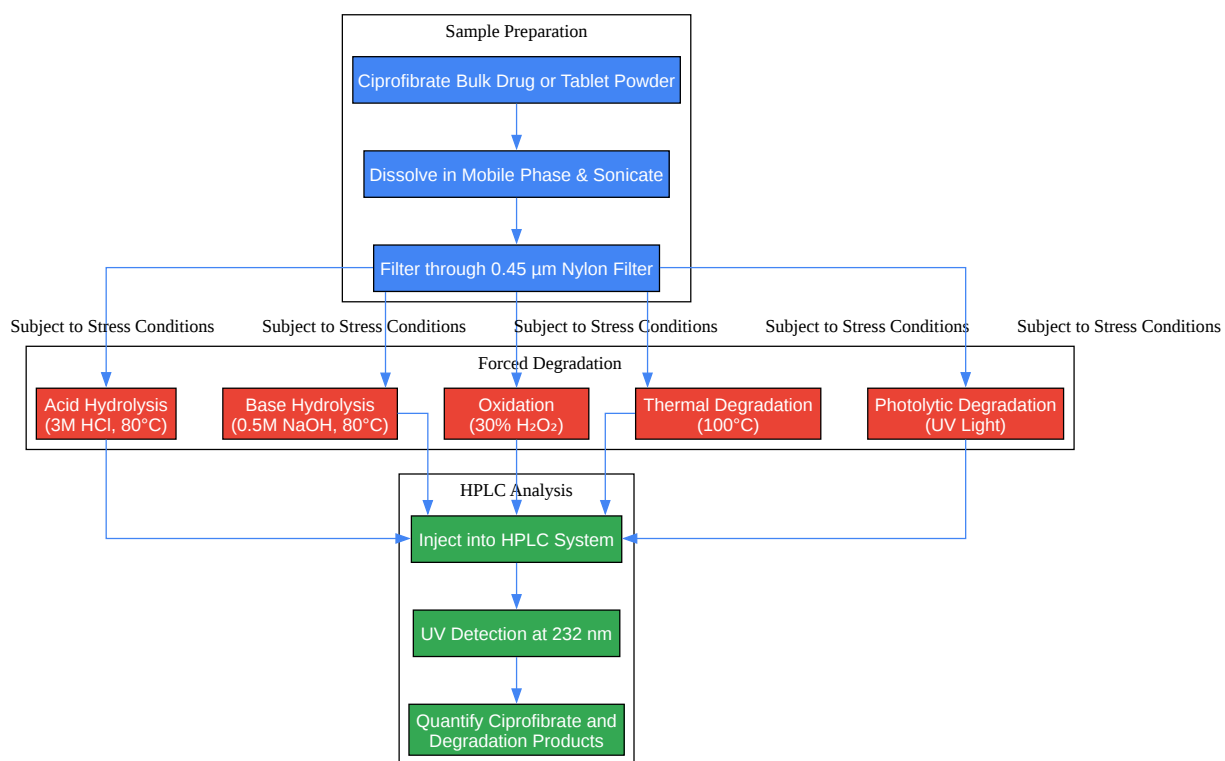 Sample Preparation
Ciprofibrate Bulk Drug or Tablet Powder
Dissolve in Mobile Phase & Sonicate
Filter through 0.45 µm Nylon Filter
Subject to Stress Conditions
Subject to Stress Conditions
Subject to Stress Conditions
Subject to Stress Conditions
Subject to Stress Conditions
Forced Degradation
Acid Hydrolysis
(3M HCl, 80°C)
Base Hydrolysis
(0.5M NaOH, 80°C)
Oxidation
(30% H₂O₂)
Thermal Degradation
(100°C)
Photolytic Degradation
(UV Light)
HPLC Analysis
Inject into HPLC System
UV Detection at 232 nm
Quantify Ciprofibrate and
Degradation Products